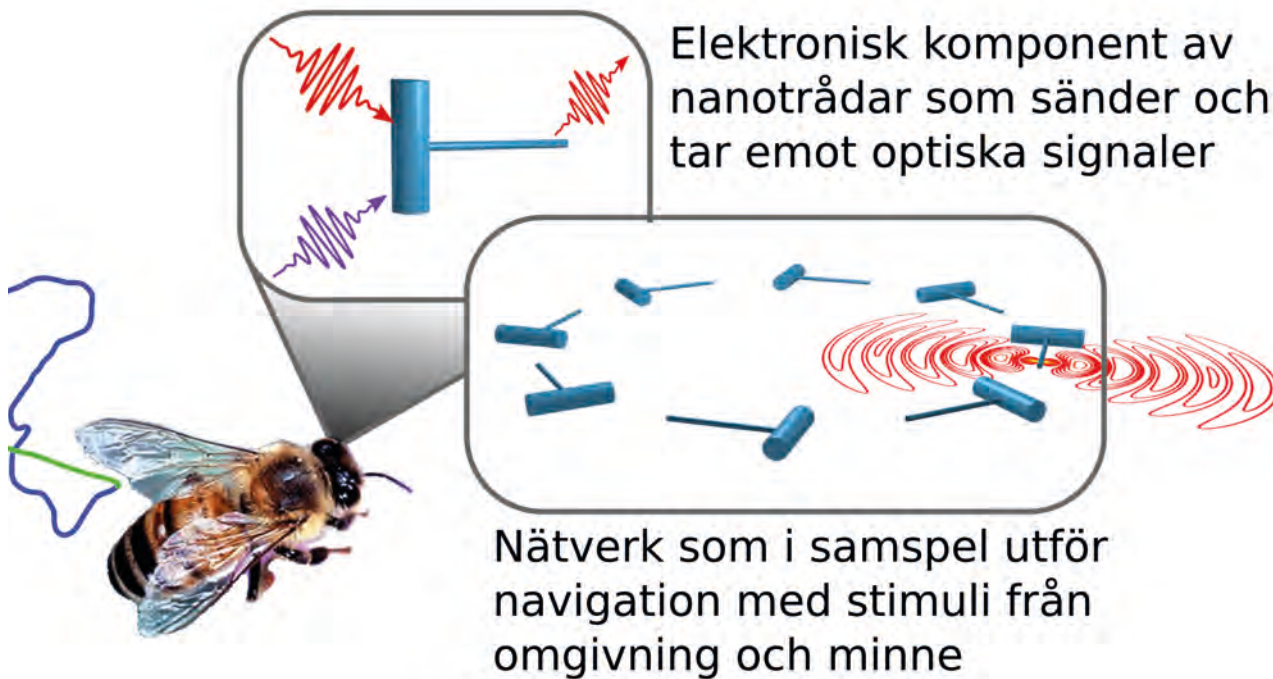 Elektronisk komponent av
nanotrådar som sänder och
tar emot optiska signaler
Nätverk som i samspel utför
navigation med stimuli från
omgivning och minne